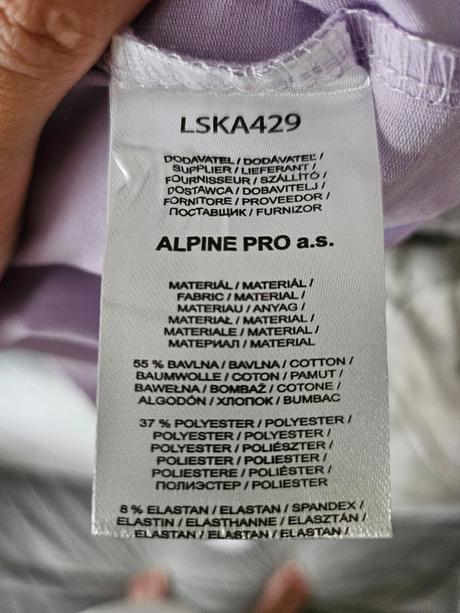 LSKA429
DODAVATEL / DODÁVATEĽ /
SUPPLIER / LIEFERANT /
FOURNISSEUR / SZÁLLÍTÓ /
DOSTAWCA / DOBAVITELJ /
FORNITORE / PROVEEDOR /
ПОСТАВЩИК / FURNIZOR
ALPINE PRO a.s.
MATERIÁL / MATERIÁL /
FABRIC / MATERIAL /
MATERIAU / ANYAG /
MATERIAŁ / MATERIAL /
MATERIALE / MATERIAL /
МАТЕРИАЛ / MATERIAL
55 % BAVLNA / BAVLNA / COTTON /
BAUMWOLLE / COTON / PAMUT /
BAWEŁNA / BOMBAŽ / COTONE /
ALGODÓN / ХЛОПОК / BUMBAC
37 % POLYESTER / POLYESTER /
POLYESTER / POLYESTER /
POLYESTER / POLIÉSZTER /
POLIESTER / POLIESTER /
POLIESTERE / POLIÉSTER /
ПОЛИЭСТЕР / POLIESTER
8 % ELASTAN / ELASTAN / SPANDEX /
ELASTIN / ELASTHANNE / ELASZTÁN /
ELASTAN / ELASTAN / ELASTAN /